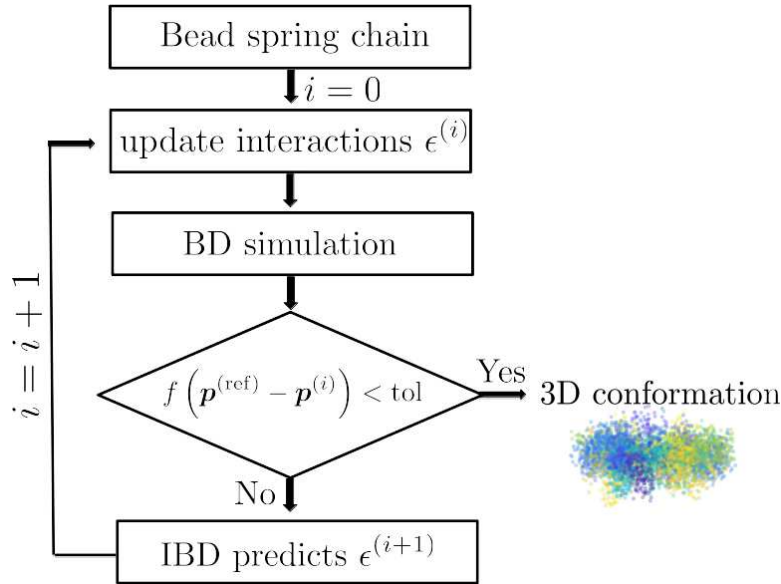 Bead spring chain
i = 0
update interactions ϵ^(i)
BD simulation
i = i + 1
f(p^(ref) − p^(i)) < tol
Yes
3D conformation
No
IBD predicts ϵ^(i+1)